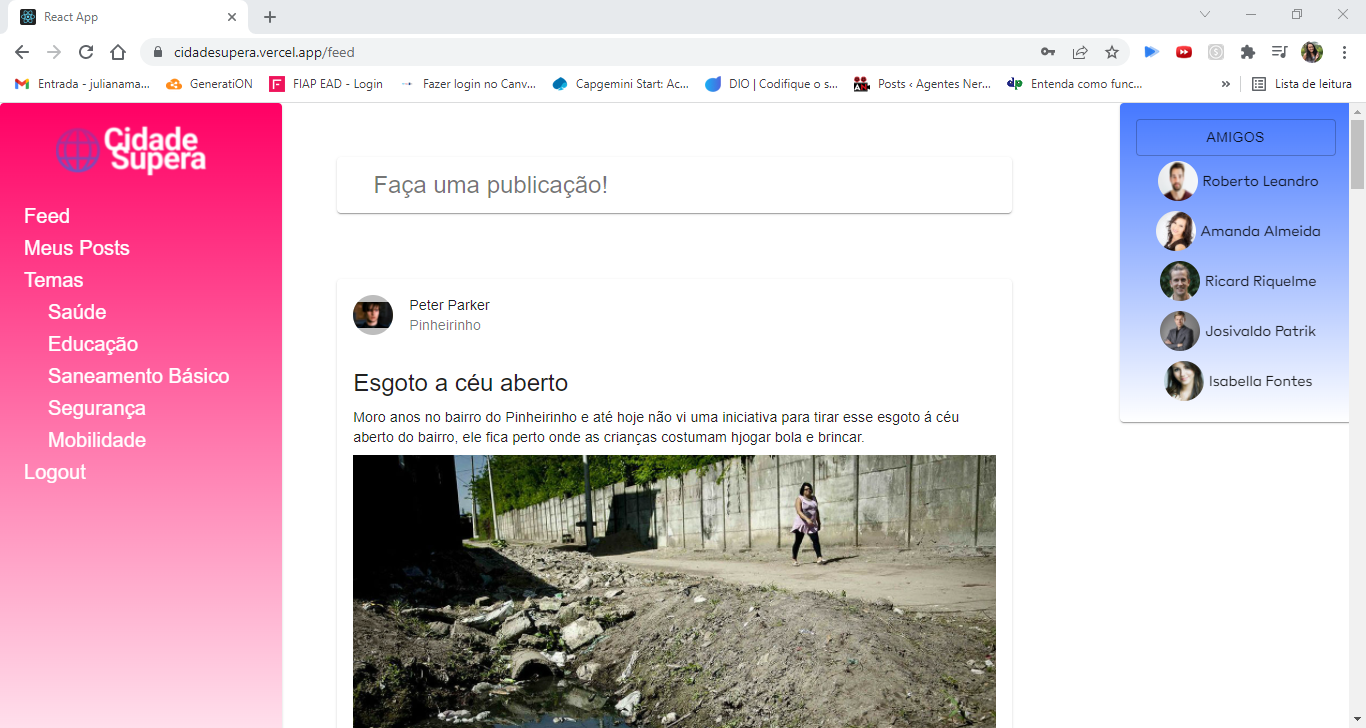 React App
cidadesupera.vercel.app/feed
Entrada - julianama...
GeneratiON
FIAP EAD - Login
Fazer login no Canv...
Capgemini Start: Ac...
DIO | Codifique o s...
Posts ‹ Agentes Ner...
Entenda como func...
»
Lista de leitura
Cidade
Supera
Feed
Meus Posts
Temas
Saúde
Educação
Saneamento Básico
Segurança
Mobilidade
Logout
Faça uma publicação!
Peter Parker
Pinheirinho
Esgoto a céu aberto
Moro anos no bairro do Pinheirinho e até hoje não vi uma iniciativa para tirar esse esgoto á céu
aberto do bairro, ele fica perto onde as crianças costumam hjogar bola e brincar.
AMIGOS
Roberto Leandro
Amanda Almeida
Ricard Riquelme
Josivaldo Patrik
Isabella Fontes